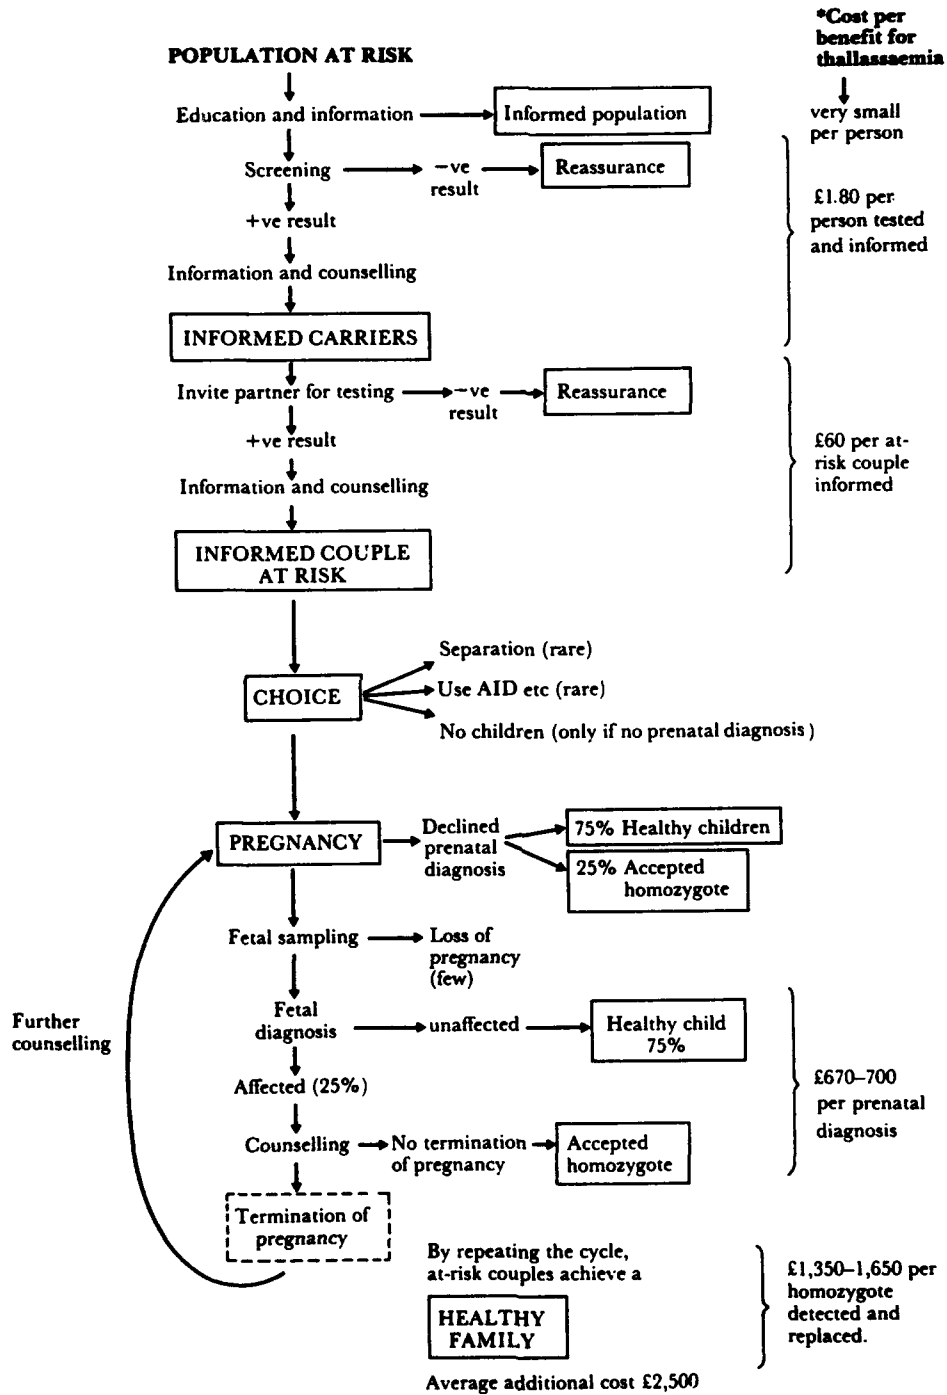 *Cost per
benefit for
thallassaemia
POPULATION AT RISK
very small
per person
Education and information
Informed population
Screening
−ve
result
Reassurance
£1.80 per
person tested
and informed
+ve result
Information and counselling
INFORMED CARRIERS
Invite partner for testing
−ve
result
Reassurance
+ve result
£60 per at-
risk couple
informed
Information and counselling
INFORMED COUPLE
AT RISK
CHOICE
Separation (rare)
Use AID etc (rare)
No children (only if no prenatal diagnosis)
PREGNANCY
Declined
prenatal
diagnosis
75% Healthy children
25% Accepted
homozygote
Fetal sampling
Loss of
pregnancy
(few)
Further
counselling
Fetal
diagnosis
unaffected
Healthy child
75%
Affected (25%)
£670–700
per prenatal
diagnosis
Counselling
No termination
of pregnancy
Accepted
homozygote
Termination of
pregnancy
By repeating the cycle,
at-risk couples achieve a
HEALTHY
FAMILY
£1,350–1,650 per
homozygote
detected and
replaced.
Average additional cost £2,500